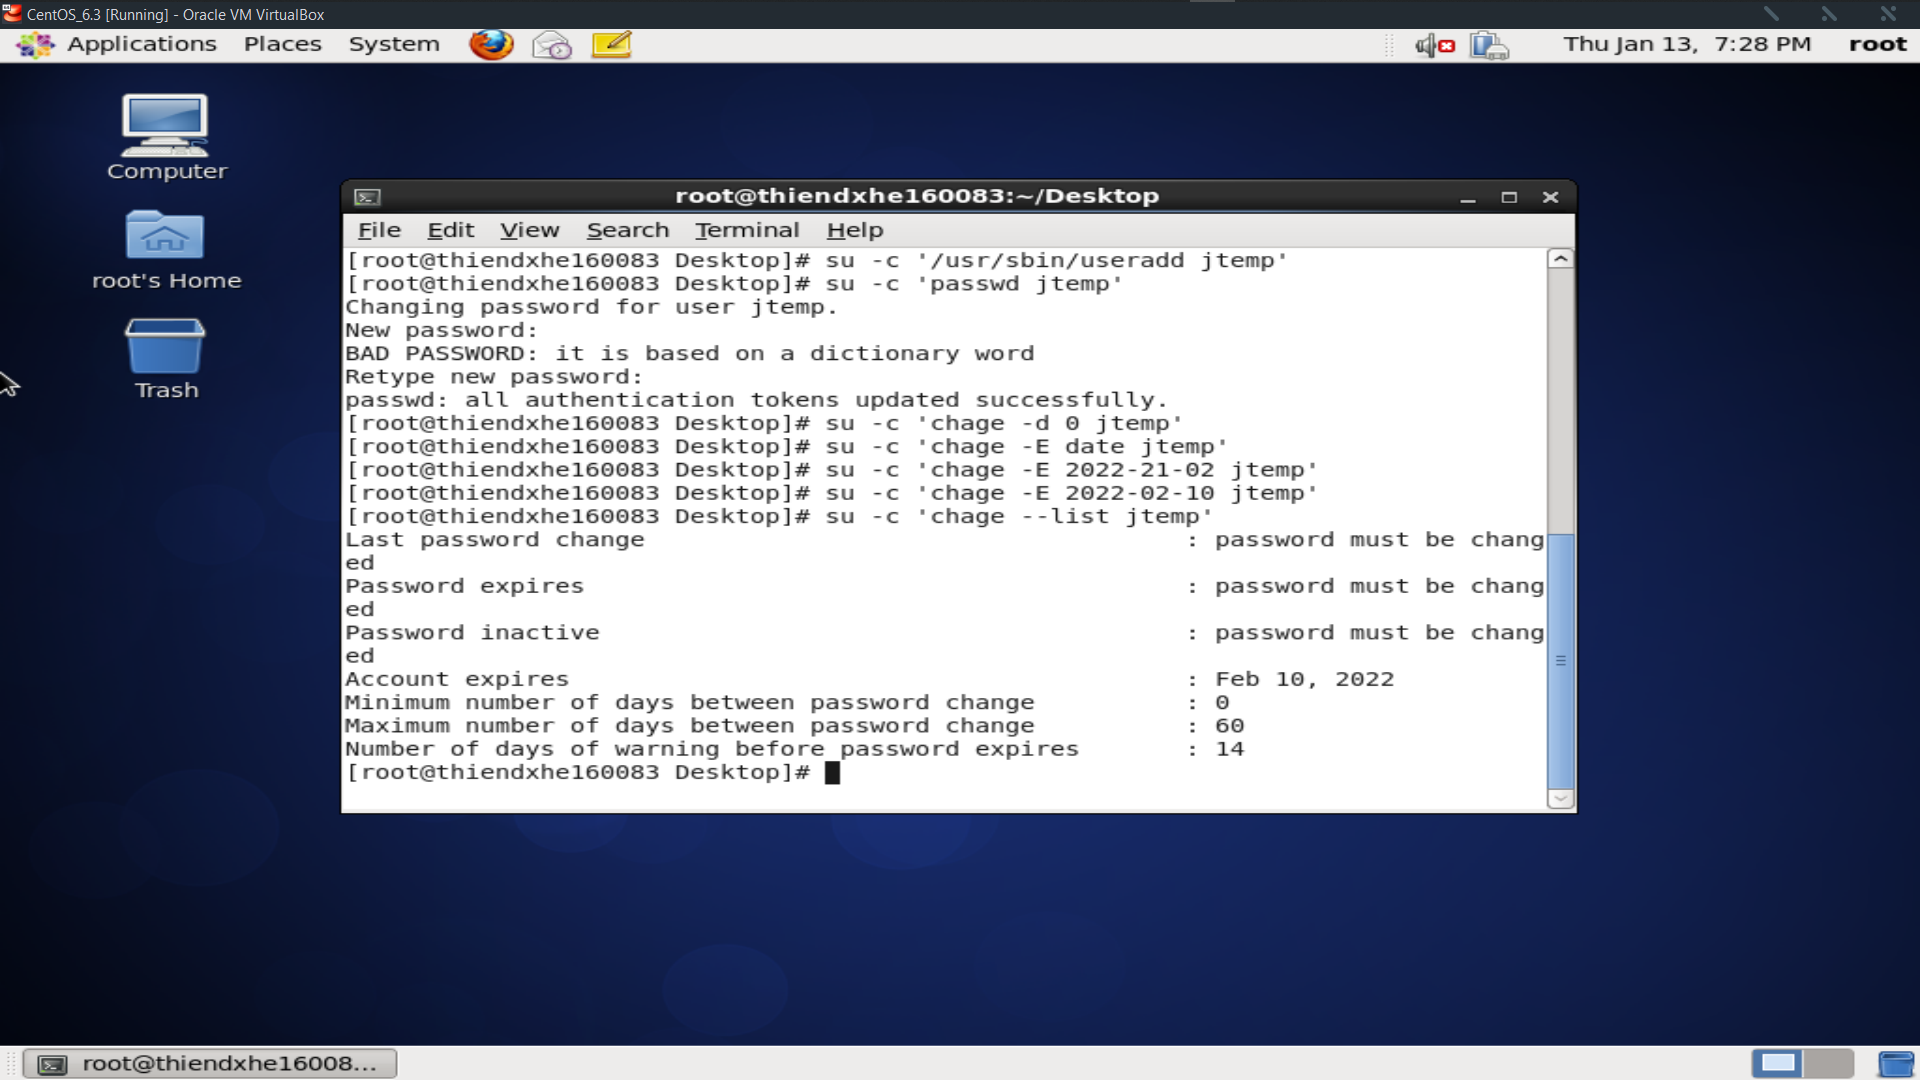 CentOS_6.3 [Running] - Oracle VM VirtualBox
Applications Places System Thu Jan 13, 7:28 PM root
Computer
root's Home
Trash
root@thiendxhe160083:~/Desktop
File Edit View Search Terminal Help
[root@thiendxhe160083 Desktop]# su -c '/usr/sbin/useradd jtemp'
[root@thiendxhe160083 Desktop]# su -c 'passwd jtemp'
Changing password for user jtemp.
New password:
BAD PASSWORD: it is based on a dictionary word
Retype new password:
passwd: all authentication tokens updated successfully.
[root@thiendxhe160083 Desktop]# su -c 'chage -d 0 jtemp'
[root@thiendxhe160083 Desktop]# su -c 'chage -E date jtemp'
[root@thiendxhe160083 Desktop]# su -c 'chage -E 2022-21-02 jtemp'
[root@thiendxhe160083 Desktop]# su -c 'chage -E 2022-02-10 jtemp'
[root@thiendxhe160083 Desktop]# su -c 'chage --list jtemp'
Last password change : password must be chang
ed
Password expires : password must be chang
ed
Password inactive : password must be chang
ed
Account expires : Feb 10, 2022
Minimum number of days between password change : 0
Maximum number of days between password change : 60
Number of days of warning before password expires : 14
[root@thiendxhe160083 Desktop]#
root@thiendxhe16008...